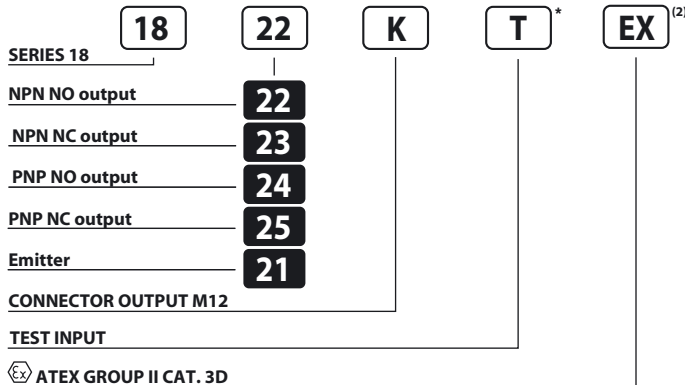 18 22 K T * EX (2)
SERIES 18
NPN NO output 22
NPN NC output 23
PNP NO output 24
PNP NC output 25
Emitter 21
CONNECTOR OUTPUT M12
TEST INPUT
Ex ATEX GROUP II CAT. 3D